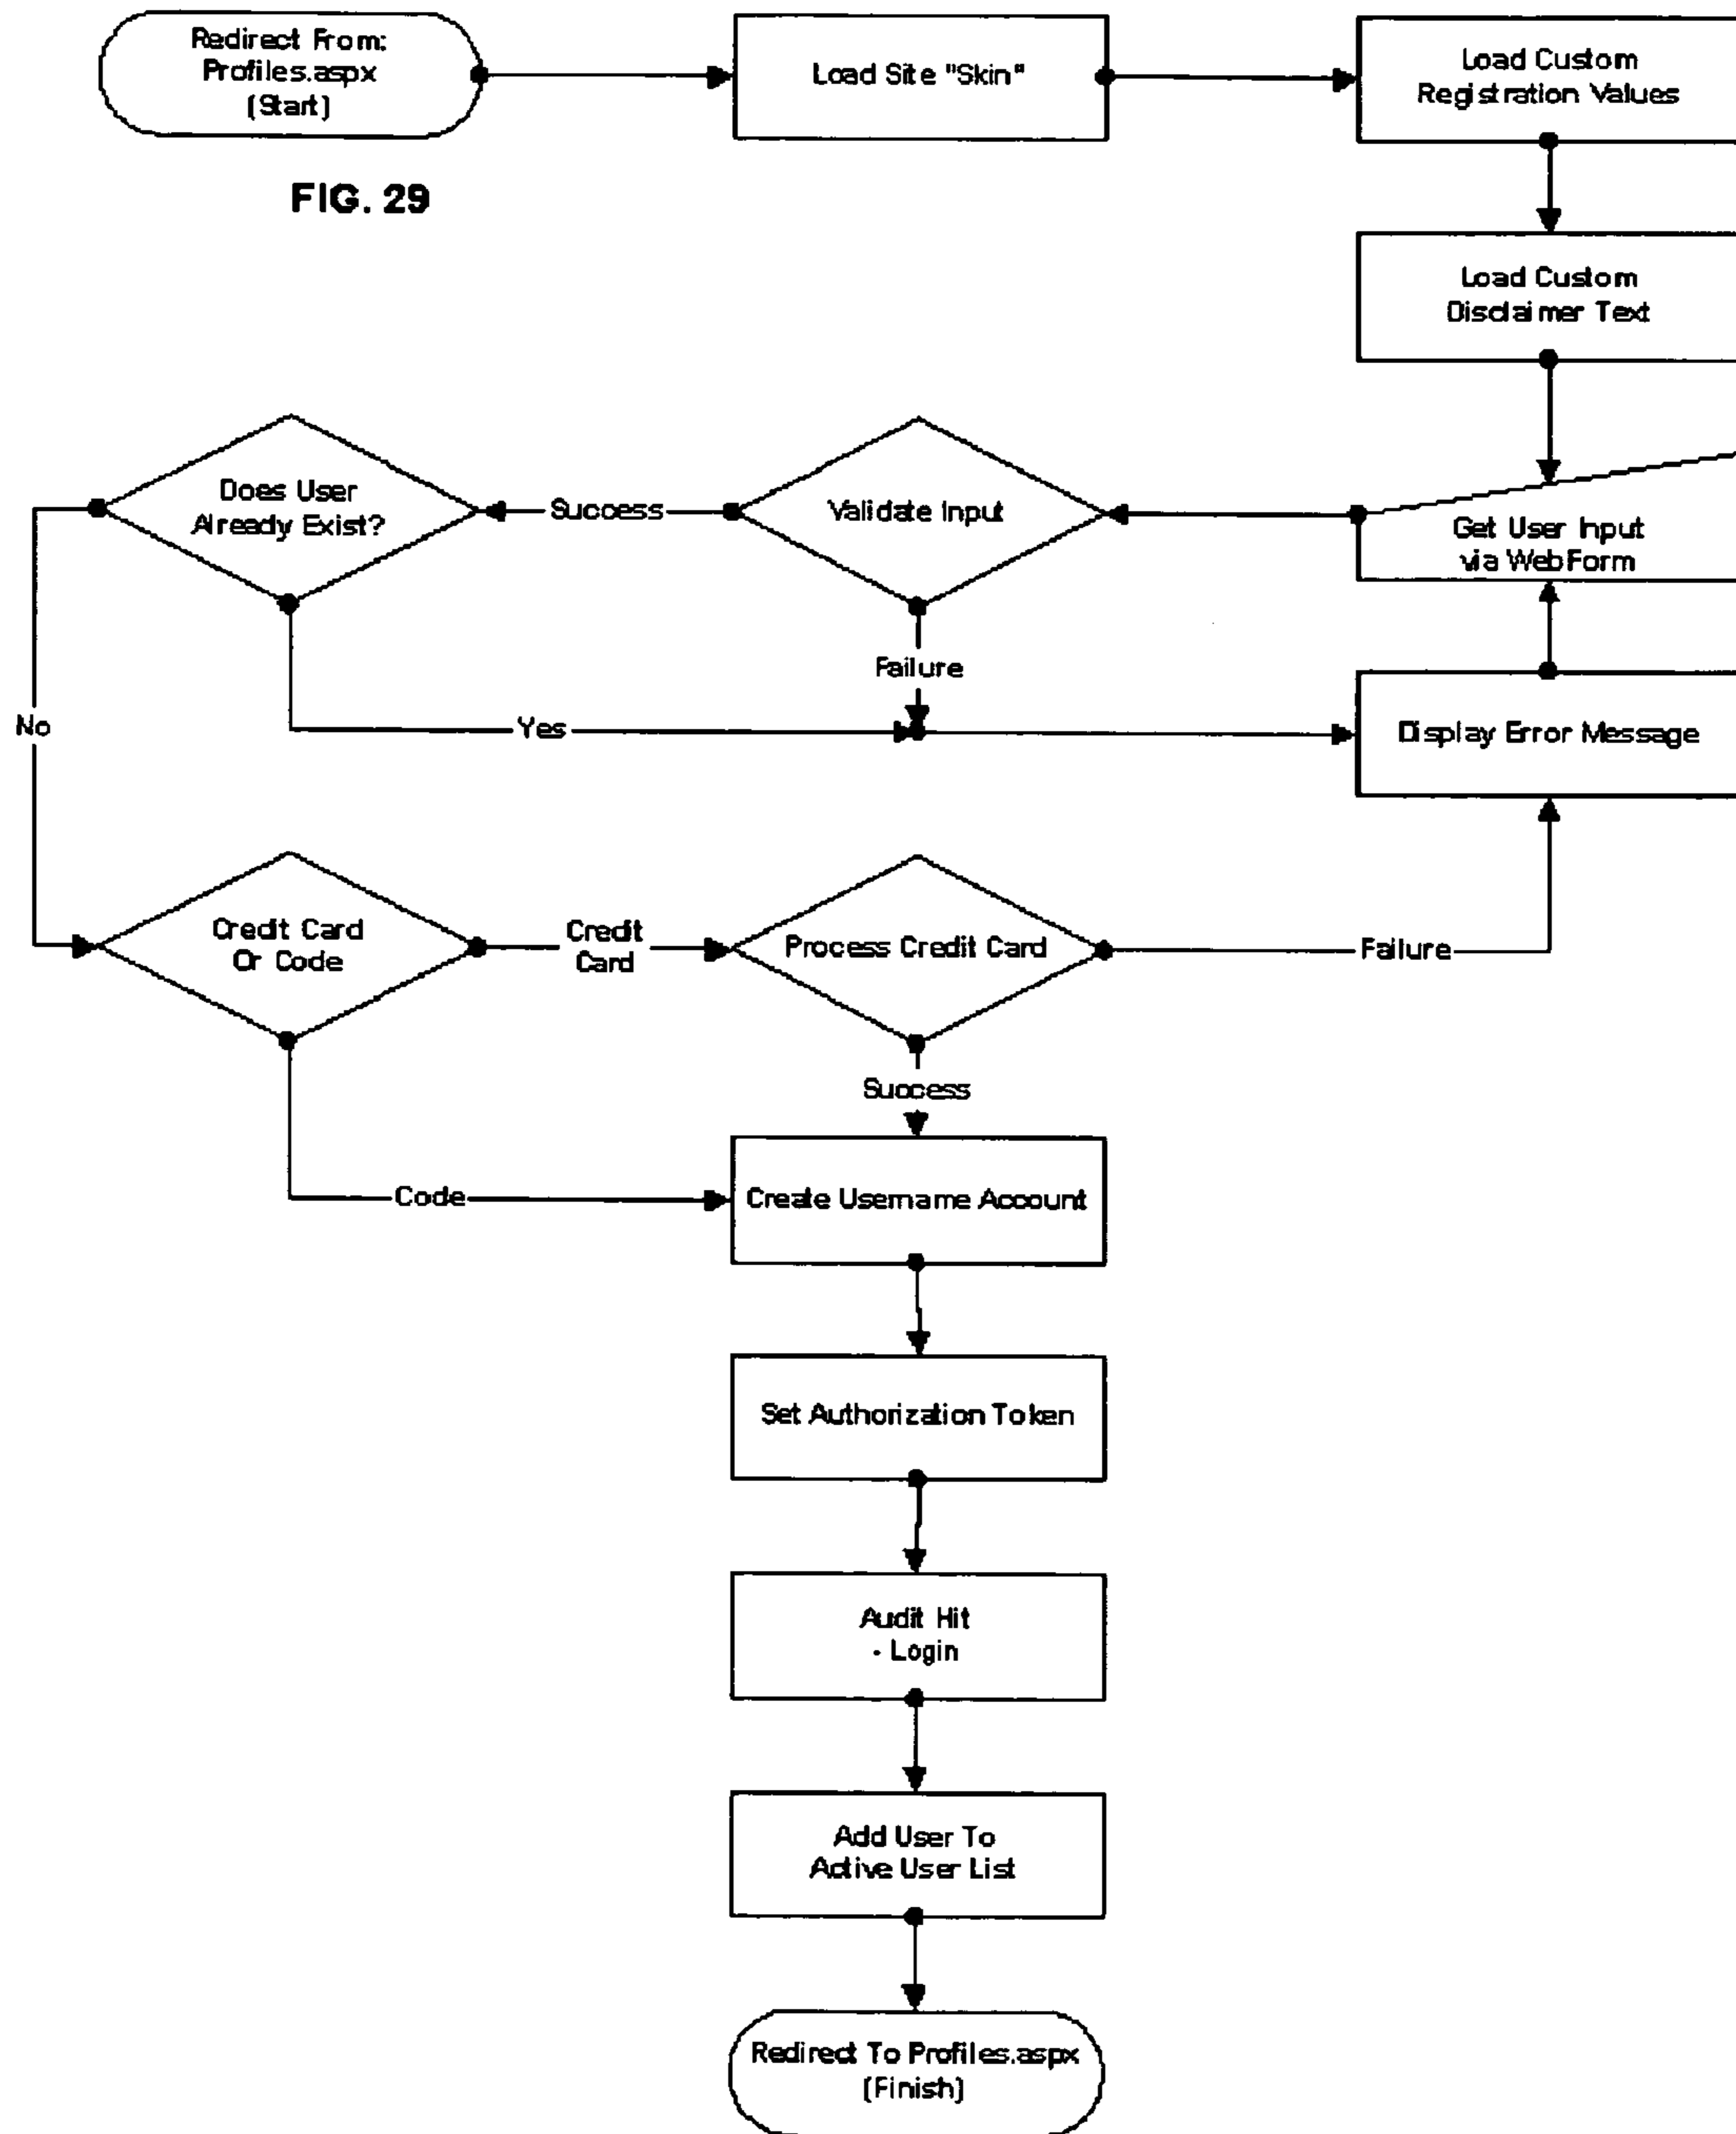 Redirect From:
Profiles.aspx
(Start)
Load Site "Skin"
Load Custom
Registration Values
FIG. 29
Load Custom
Disclaimer Text
Does User
Already Exist?
Success
Validate Input
Get User Input
via WebForm
Failure
No
Yes
Display Error Message
Credit Card
Or Code
Credit
Card
Process Credit Card
Failure
Success
Code
Create Username Account
Set Authorization Token
Audit Hit
- Login
Add User To
Active User List
Redirect To Profiles.aspx
(Finish)